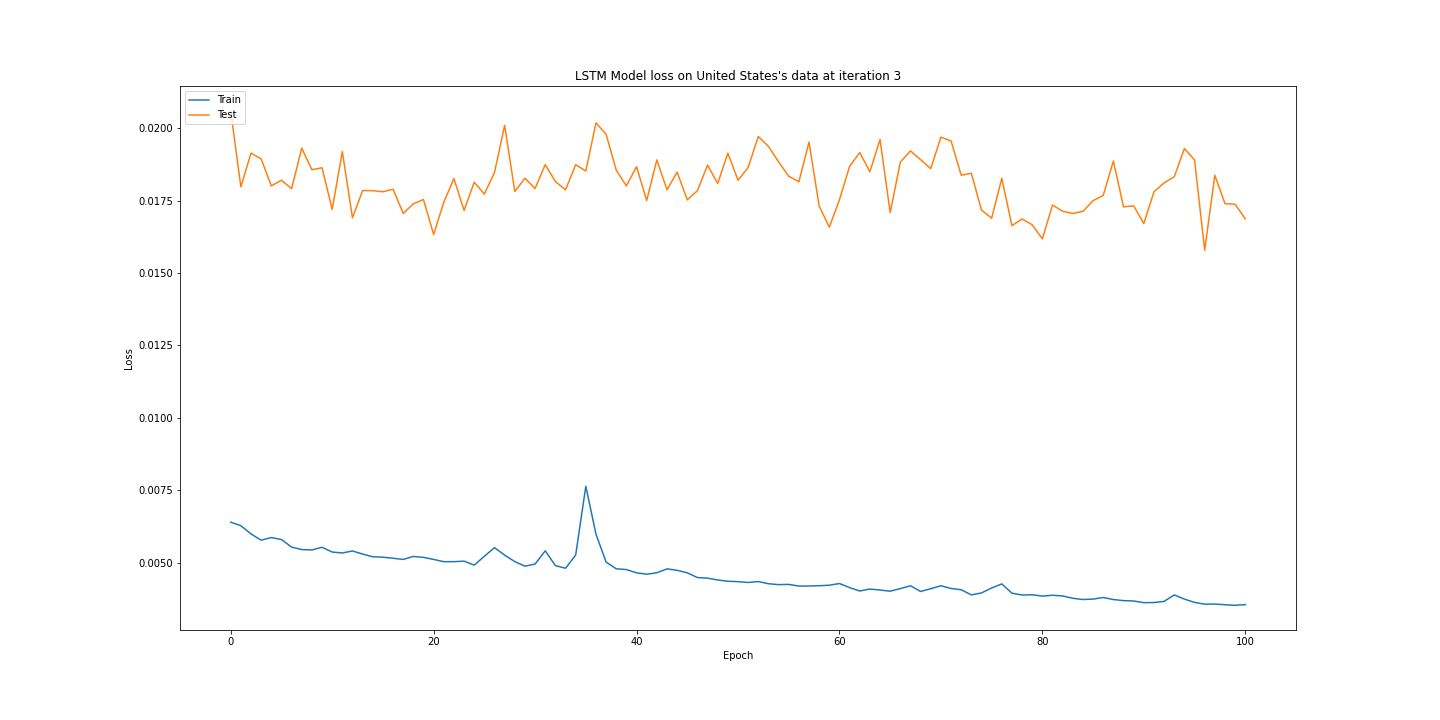 LSTM Model loss on United States's data at iteration 3
Train
Test
0.0200
0.0175
0.0150
0.0125
0.0100
0.0075
0.0050
Loss
0 20 40 60 80 100
Epoch